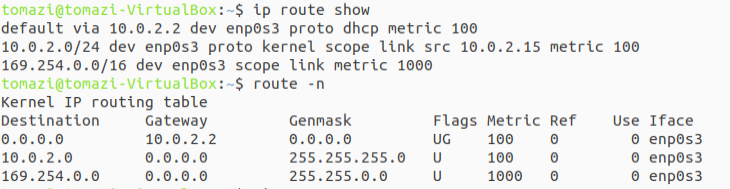 tomazi@tomazi-VirtualBox:~$ ip route show
default via 10.0.2.2 dev enp0s3 proto dhcp metric 100
10.0.2.0/24 dev enp0s3 proto kernel scope link src 10.0.2.15 metric 100
169.254.0.0/16 dev enp0s3 scope link metric 1000
tomazi@tomazi-VirtualBox:~$ route -n
Kernel IP routing table
Destination     Gateway         Genmask         Flags Metric Ref    Use Iface
0.0.0.0         10.0.2.2        0.0.0.0         UG    100    0        0 enp0s3
10.0.2.0        0.0.0.0         255.255.255.0   U     100    0        0 enp0s3
169.254.0.0     0.0.0.0         255.255.0.0     U     1000   0        0 enp0s3